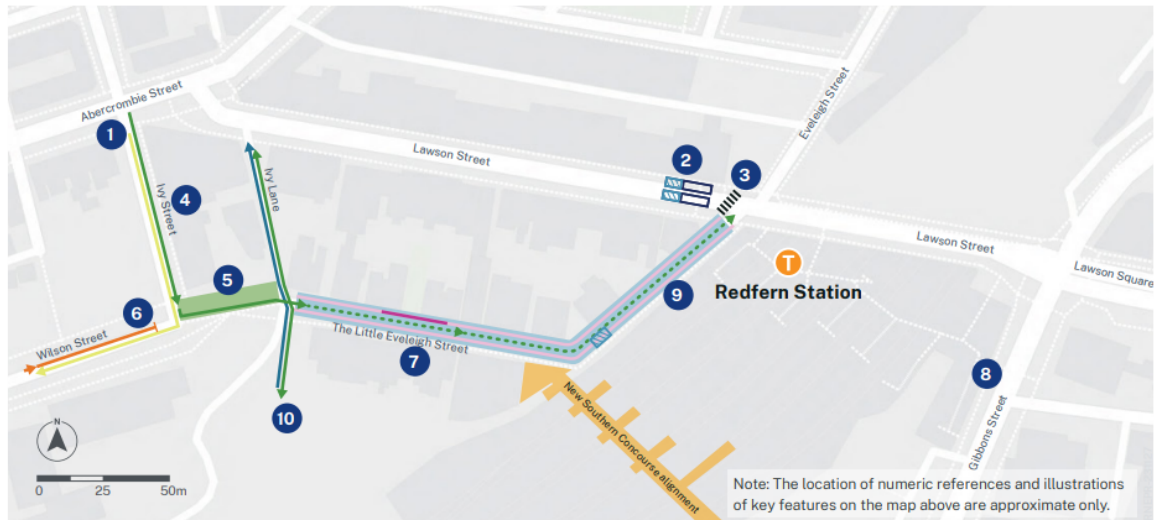 Abercrombie Street
1
Eveleigh Street
Lawson Street
2
3
Ivy Lane
Ivy Street
4
Lawson Street
T
Redfern Station
Lawson Square
5
9
6
Wilson Street
The Little Eveleigh Street
7
8
Gibbons Street
New Southern Concourse alignment
10
N
0 25 50m
Note: The location of numeric references and illustrations
of key features on the map above are approximate only.